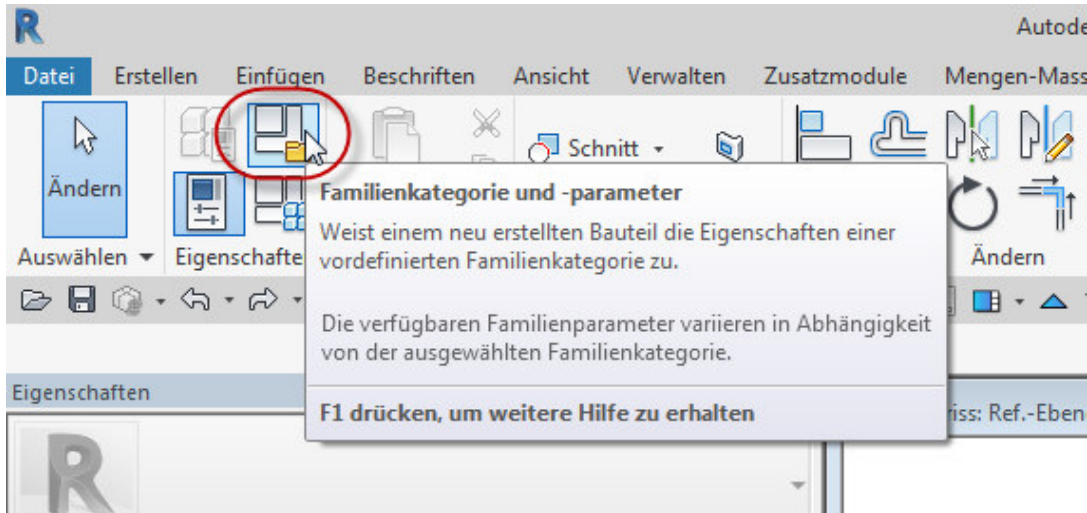 Autode
Datei Erstellen Einfügen Beschriften Ansicht Verwalten Zusatzmodule Mengen-Mass
Schnitt
Ändern
Familienkategorie und -parameter
Weist einem neu erstellten Bauteil die Eigenschaften einer
vordefinierten Familienkategorie zu.
Die verfügbaren Familienparameter variieren in Abhängigkeit
von der ausgewählten Familienkategorie.
F1 drücken, um weitere Hilfe zu erhalten
Auswählen Eigenschafte Ändern
Eigenschaften
riss: Ref.-Eben